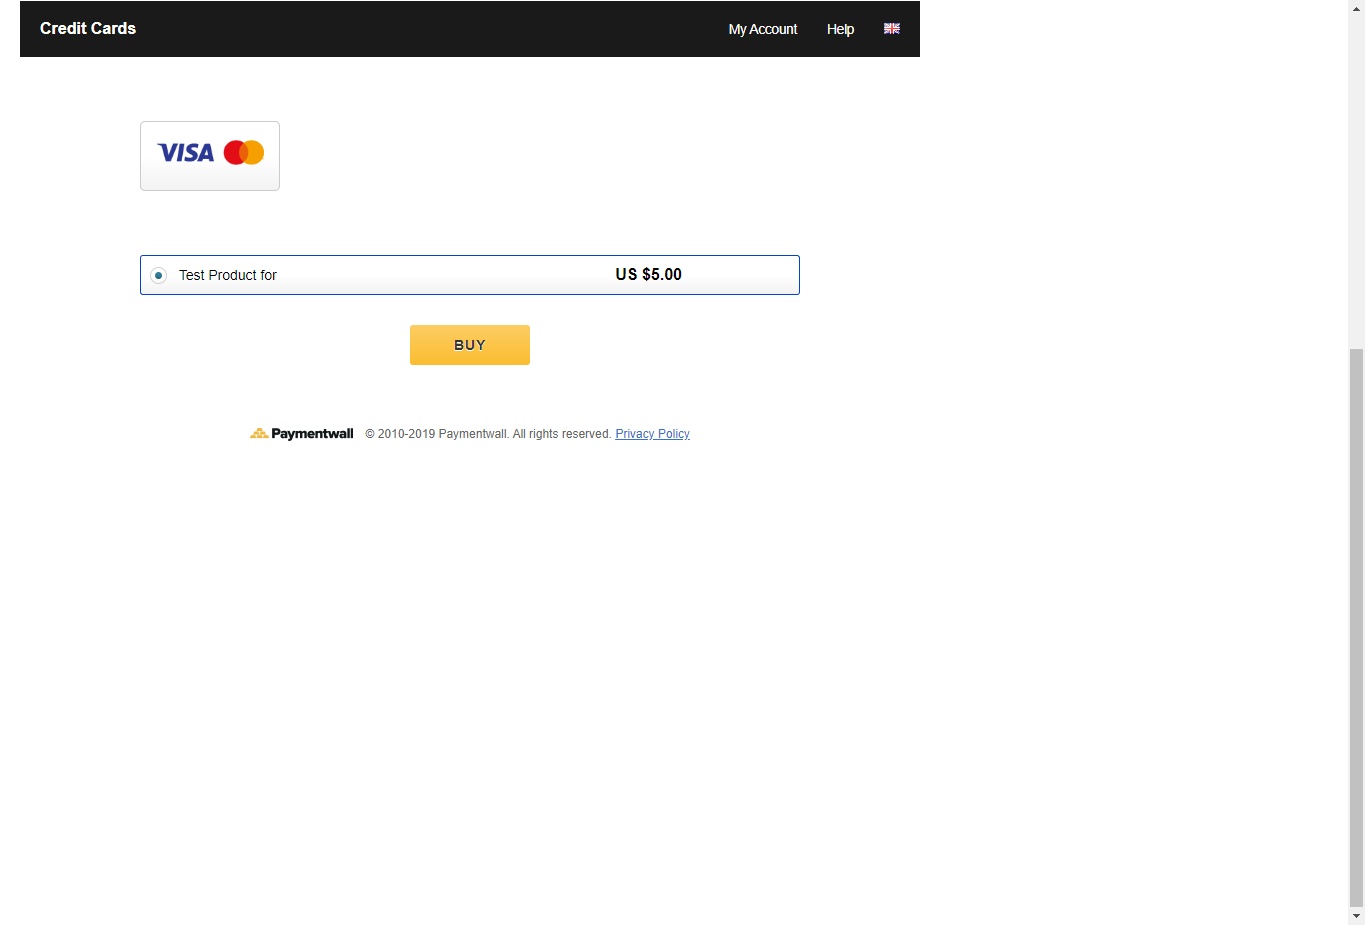 Credit Cards My Account Help
VISA
Test Product for US $5.00
BUY
Paymentwall © 2010-2019 Paymentwall. All rights reserved. Privacy Policy